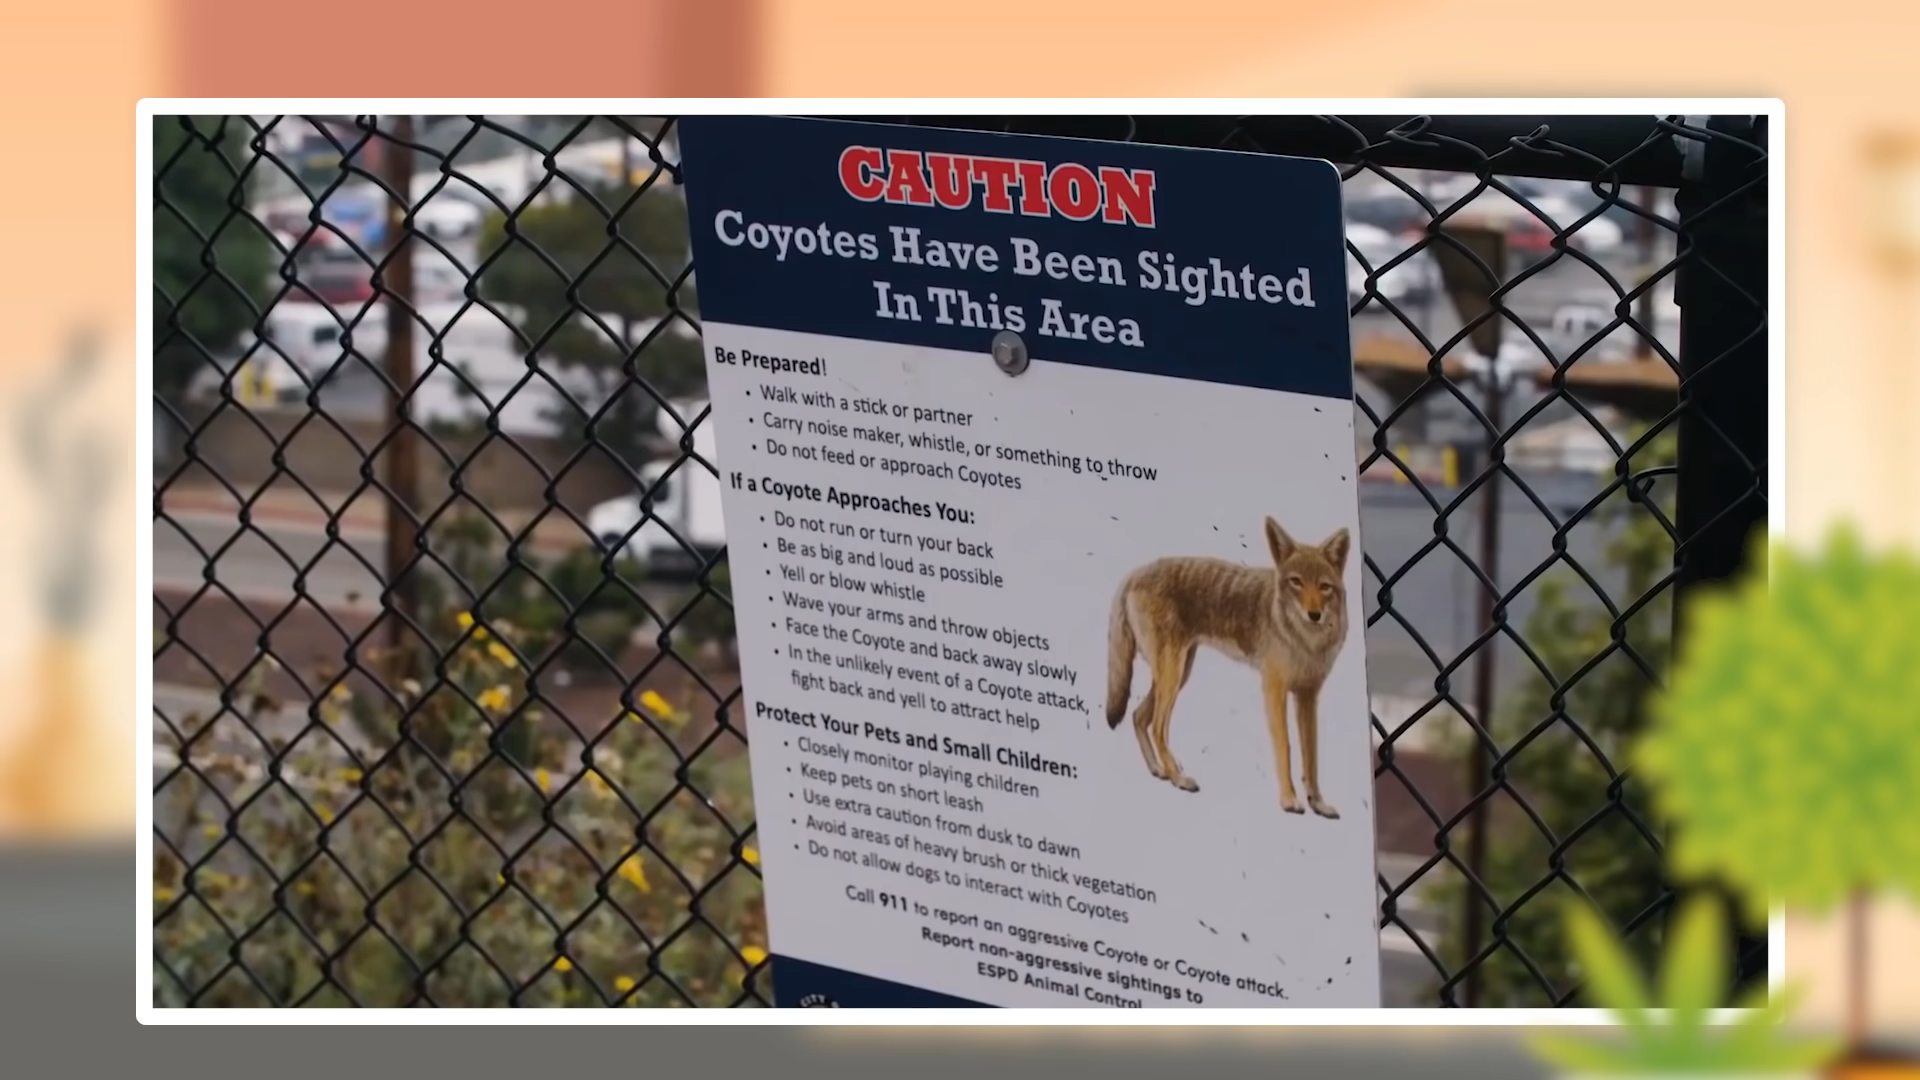 CAUTION
Coyotes Have Been Sighted
In This Area
Be Prepared!
• Walk with a stick or partner
• Carry noise maker, whistle, or something to throw
• Do not feed or approach Coyotes
If a Coyote Approaches You:
• Do not run or turn your back
• Be as big and loud as possible
• Yell or blow whistle
• Wave your arms and throw objects
• Face the Coyote and back away slowly
• In the unlikely event of a Coyote attack,
fight back and yell to attract help
Protect Your Pets and Small Children:
• Closely monitor playing children
• Keep pets on short leash
• Use extra caution from dusk to dawn
• Avoid areas of heavy brush or thick vegetation
• Do not allow dogs to interact with Coyotes
Call 911 to report an aggressive Coyote or Coyote attack.
Report non-aggressive sightings to
ESPD Animal Control
CITY